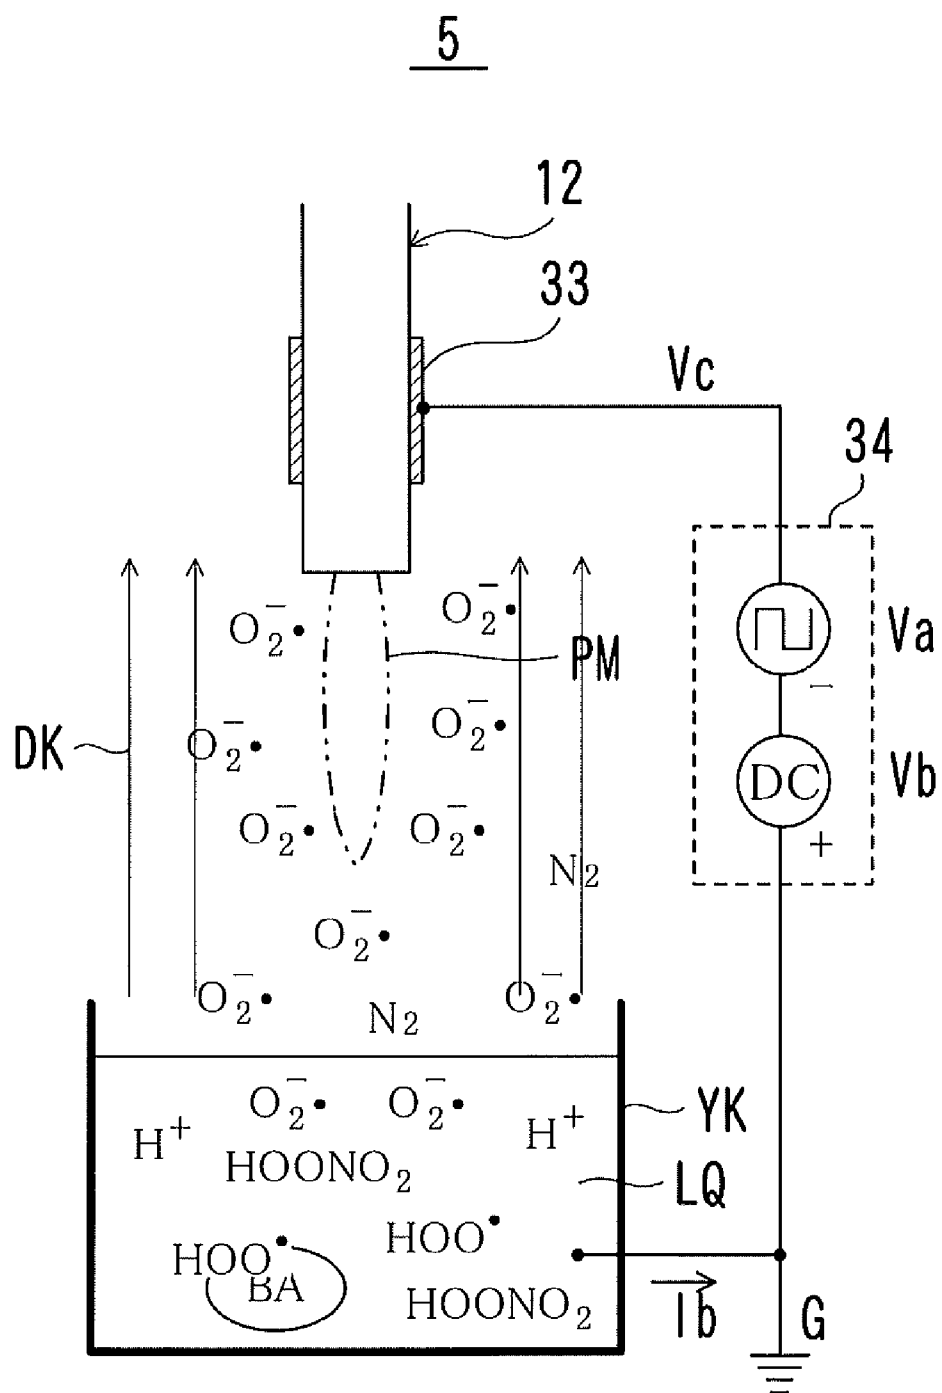 5
12
33
Vc
34
O₂⁻•
O₂⁻•
Va
PM
−
O₂⁻•
DK
O₂⁻•
DC
Vb
O₂⁻•
O₂⁻•
+
N₂
O₂⁻•
O₂⁻•
O₂⁻•
N₂
O₂⁻•
O₂⁻•
YK
H⁺
H⁺
HOONO₂
LQ
HOO•
HOO•
BA
HOONO₂
Ib
G